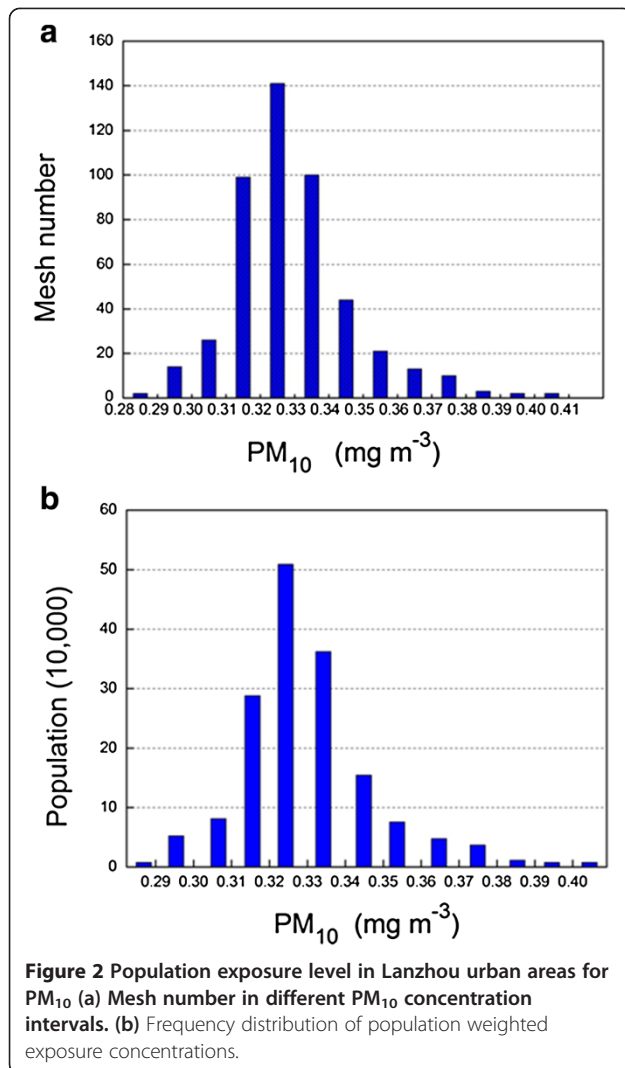 a
160
140
120
100
80
60
40
20
0
Mesh number
0.28 0.29 0.30 0.31 0.32 0.33 0.34 0.35 0.36 0.37 0.38 0.39 0.40 0.41
PM₁₀ (mg m⁻³)
b
60
50
40
30
20
10
0
Population (10,000)
0.29 0.30 0.31 0.32 0.33 0.34 0.35 0.36 0.37 0.38 0.39 0.40
PM₁₀ (mg m⁻³)
Figure 2 Population exposure level in Lanzhou urban areas for
PM₁₀ (a) Mesh number in different PM₁₀ concentration
intervals. (b) Frequency distribution of population weighted
exposure concentrations.